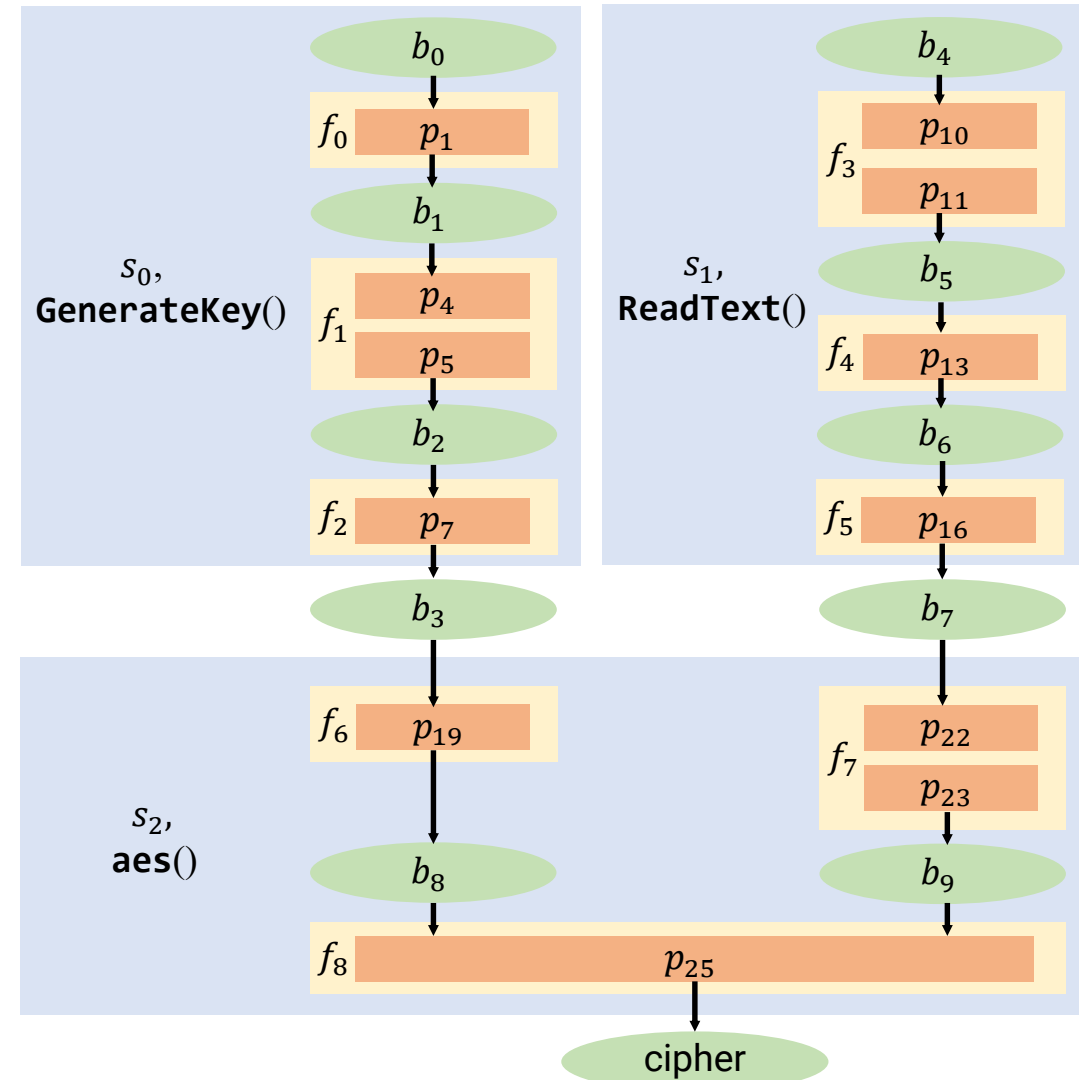 b₀
f₀
p₁
b₁
s₀,
GenerateKey()
f₁
p₄
p₅
b₂
f₂
p₇
b₃
b₄
f₃
p₁₀
p₁₁
s₁,
ReadText()
b₅
f₄
p₁₃
b₆
f₅
p₁₆
b₇
s₂,
aes()
f₆
p₁₉
f₇
p₂₂
p₂₃
b₈
b₉
f₈
p₂₅
cipher